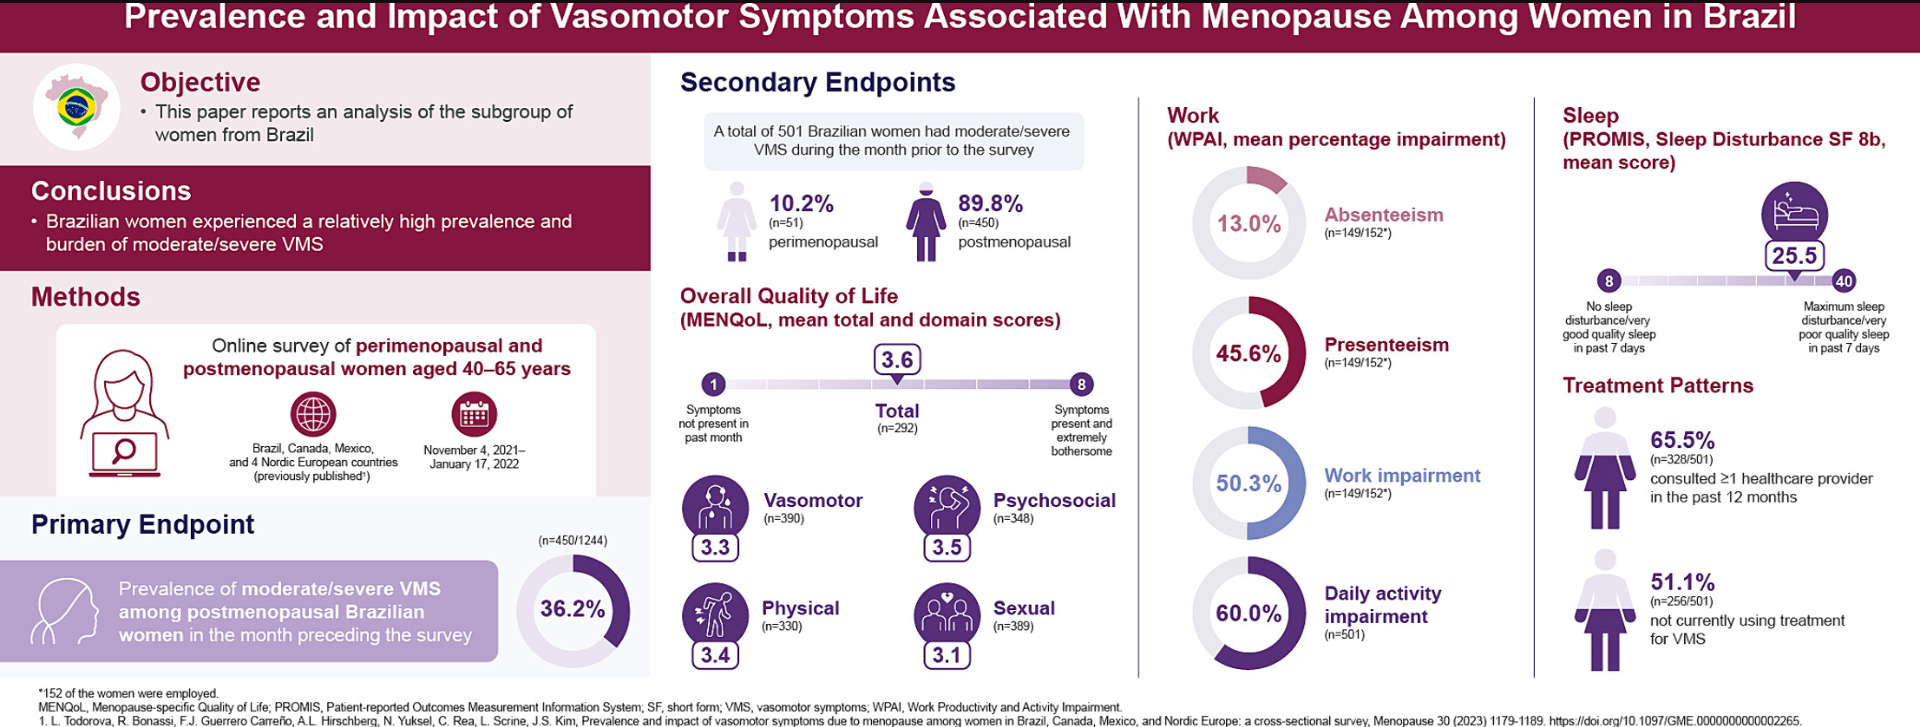 Prevalence and Impact of Vasomotor Symptoms Associated With Menopause Among Women in Brazil
Objective
• This paper reports an analysis of the subgroup of
women from Brazil
Conclusions
• Brazilian women experienced a relatively high prevalence and
burden of moderate/severe VMS
Methods
Online survey of perimenopausal and
postmenopausal women aged 40–65 years
Brazil, Canada, Mexico,
and 4 Nordic European countries
(previously published¹)
November 4, 2021–
January 17, 2022
Primary Endpoint
Prevalence of moderate/severe VMS
among postmenopausal Brazilian
women in the month preceding the survey
(n=450/1244)
36.2%
Secondary Endpoints
A total of 501 Brazilian women had moderate/severe
VMS during the month prior to the survey
10.2%
(n=51)
perimenopausal
89.8%
(n=450)
postmenopausal
Overall Quality of Life
(MENQoL, mean total and domain scores)
3.6
1
8
Symptoms
not present in
past month
Total
(n=292)
Symptoms
present and
extremely
bothersome
Vasomotor
(n=390)
3.3
Psychosocial
(n=348)
3.5
Physical
(n=330)
3.4
Sexual
(n=389)
3.1
Work
(WPAI, mean percentage impairment)
13.0%
Absenteeism
(n=149/152*)
45.6%
Presenteeism
(n=149/152*)
50.3%
Work impairment
(n=149/152*)
60.0%
Daily activity
impairment
(n=501)
Sleep
(PROMIS, Sleep Disturbance SF 8b,
mean score)
25.5
8
40
No sleep
disturbance/very
good quality sleep
in past 7 days
Maximum sleep
disturbance/very
poor quality sleep
in past 7 days
Treatment Patterns
65.5%
(n=328/501)
consulted ≥1 healthcare provider
in the past 12 months
51.1%
(n=256/501)
not currently using treatment
for VMS
*152 of the women were employed.
MENQoL, Menopause-specific Quality of Life; PROMIS, Patient-reported Outcomes Measurement Information System; SF, short form; VMS, vasomotor symptoms; WPAI, Work Productivity and Activity Impairment.
1. L. Todorova, R. Bonassi, F.J. Guerrero Carreño, A.L. Hirschberg, N. Yuksel, C. Rea, L. Scrine, J.S. Kim, Prevalence and impact of vasomotor symptoms due to menopause among women in Brazil, Canada, Mexico, and Nordic Europe: a cross-sectional survey, Menopause 30 (2023) 1179-1189. https://doi.org/10.1097/GME.0000000000002265.